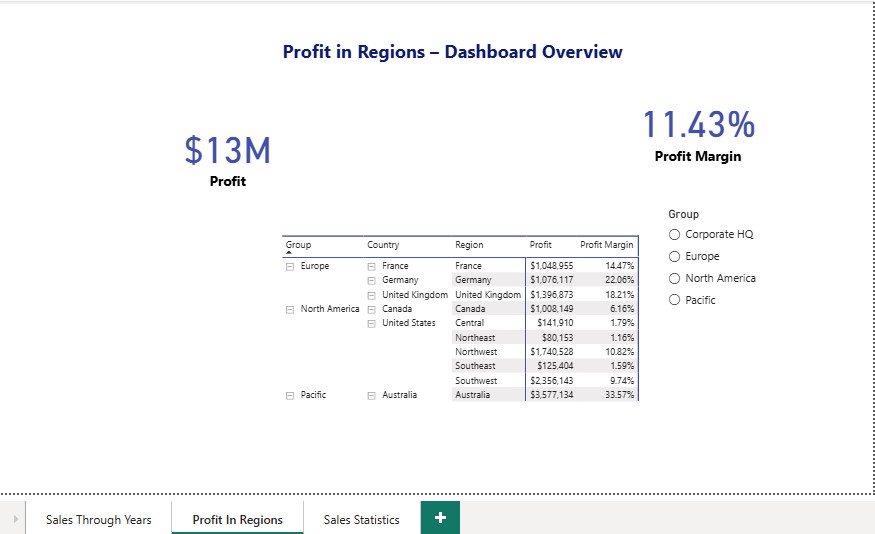 Profit in Regions – Dashboard Overview
$13M
Profit
11.43%
Profit Margin
Group
Corporate HQ
Europe
North America
Pacific
Group Country Region Profit Profit Margin
Europe France France $1,048,955 14.47%
Germany Germany $1,076,117 22.06%
United Kingdom United Kingdom $1,396,873 18.21%
North America Canada Canada $1,008,149 6.16%
United States Central $141,910 1.79%
Northeast $80,153 1.16%
Northwest $1,740,528 10.82%
Southeast $125,404 1.59%
Southwest $2,356,143 9.74%
Pacific Australia Australia $3,577,134 33.57%
Sales Through Years Profit In Regions Sales Statistics +